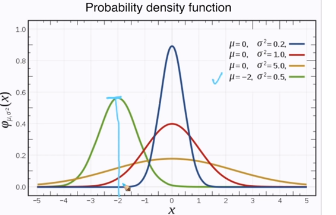 Probability density function
φμ,σ²(x)
1.0
0.8
0.6
0.4
0.2
0.0
μ=0, σ²=0.2,
μ=0, σ²=1.0,
μ=0, σ²=5.0,
μ=−2, σ²=0.5,
−5 −4 −3 −2 −1 0 1 2 3 4 5
x